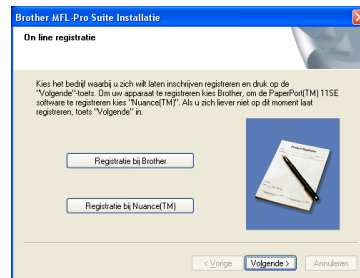 Brother MFL-Pro Suite Installatie
On line registratie
Kies het bedrijf waarbij u zich wilt laten inschrijven registreren en druk op de
"Volgende"-toets. Om uw apparaat te registreren kies Brother, om de PaperPort(TM) 11SE
software te registreren kies "Nuance(TM)". Als u zich liever niet op dit moment laat
registreren, toets "Volgende" in.
Registratie bij Brother
Registratie bij Nuance(TM)
< Vorige Volgende > Annuleren